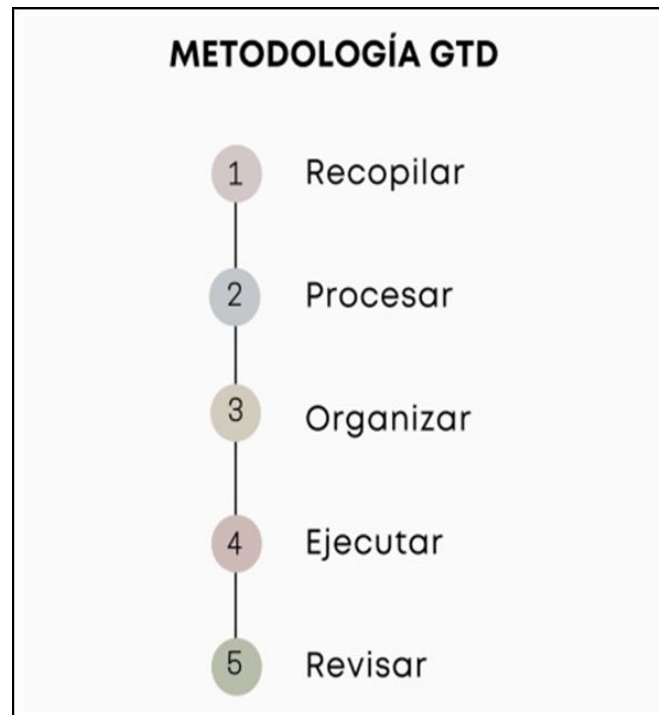 METODOLOGÍA GTD
1 Recopilar
2 Procesar
3 Organizar
4 Ejecutar
5 Revisar